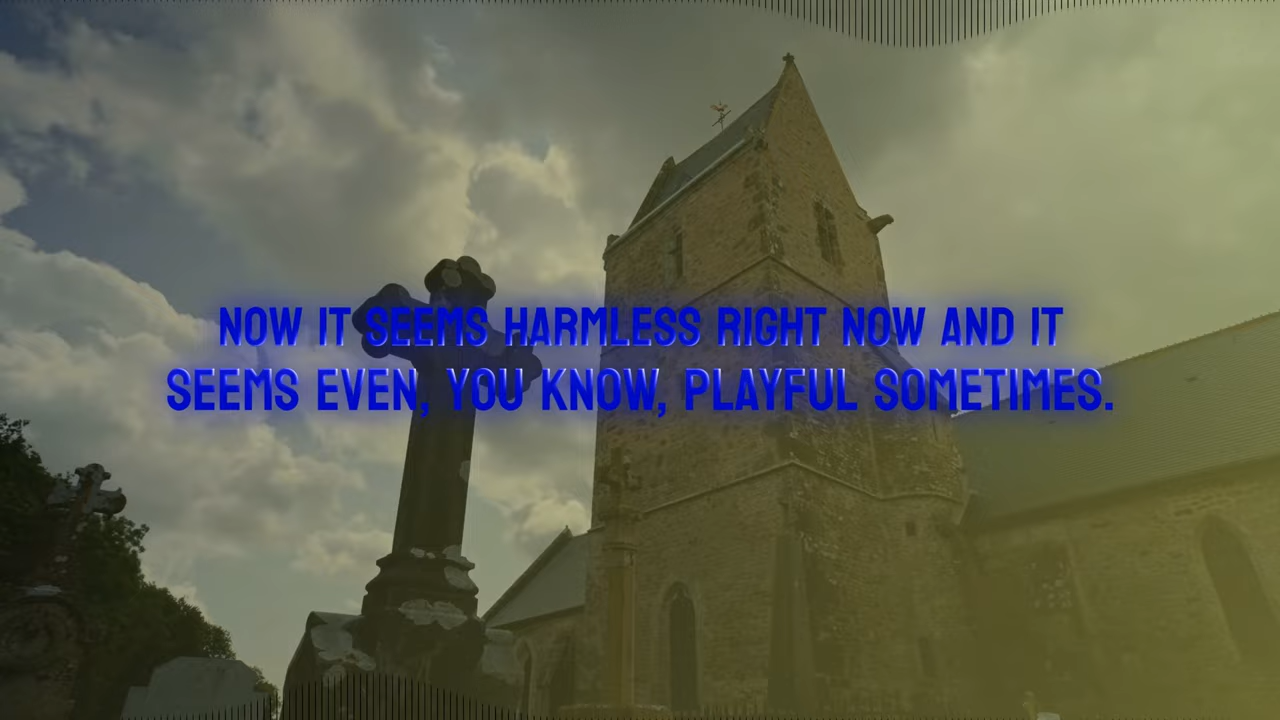 NOW IT SEEMS HARMLESS RIGHT NOW AND IT
SEEMS EVEN, YOU KNOW, PLAYFUL SOMETIMES.